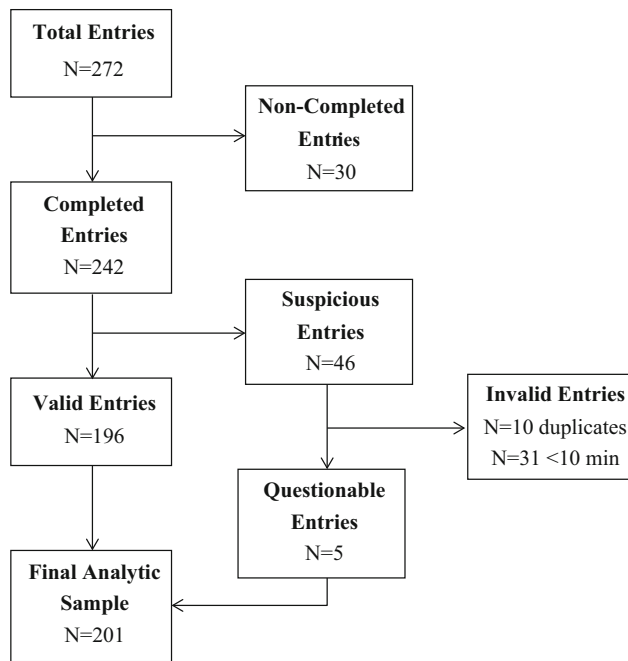 Total Entries
N=272
Non-Completed
Entries
N=30
Completed
Entries
N=242
Suspicious
Entries
N=46
Valid Entries
N=196
Invalid Entries
N=10 duplicates
N=31 <10 min
Questionable
Entries
N=5
Final Analytic
Sample
N=201